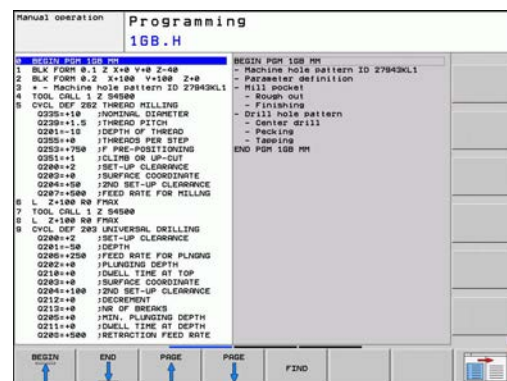 Manual operation
Programming
1GB.H
0 BEGIN PGM 1GB MM
1 BLK FORM 0.1 Z X+0 Y+0 Z-40
2 BLK FORM 0.2 X+100 Y+100 Z+0
3 * - Machine hole pattern ID 27943KL1
4 TOOL CALL 1 Z S4500
5 CYCL DEF 262 THREAD MILLING
Q335=+10 ;NOMINAL DIAMETER
Q239=+1.5 ;THREAD PITCH
Q201=-18 ;DEPTH OF THREAD
Q355=+0 ;THREADS PER STEP
Q253=+750 ;F PRE-POSITIONING
Q351=+1 ;CLIMB OR UP-CUT
Q200=+2 ;SET-UP CLEARANCE
Q203=+0 ;SURFACE COORDINATE
Q204=+50 ;2ND SET-UP CLEARANCE
Q207=+500 ;FEED RATE FOR MILLNG
6 L Z+100 R0 FMAX
7 TOOL CALL 1 Z S4500
8 L Z+100 R0 FMAX
9 CYCL DEF 203 UNIVERSAL DRILLING
Q200=+2 ;SET-UP CLEARANCE
Q201=-50 ;DEPTH
Q206=+250 ;FEED RATE FOR PLNGNG
Q202=+0 ;PLUNGING DEPTH
Q210=+0 ;DWELL TIME AT TOP
Q203=+0 ;SURFACE COORDINATE
Q204=+100 ;2ND SET-UP CLEARANCE
Q212=+0 ;DECREMENT
Q213=+0 ;NR OF BREAKS
Q205=+0 ;MIN. PLUNGING DEPTH
Q211=+0 ;DWELL TIME AT DEPTH
Q208=+500 ;RETRACTION FEED RATE
BEGIN PGM 1GB MM
- Machine hole pattern ID 27943KL1
- Parameter definition
- Mill pocket
- Rough out
- Finishing
- Drill hole pattern
- Center drill
- Pecking
- Tapping
END PGM 1GB MM
BEGIN
END
PAGE
PAGE
FIND